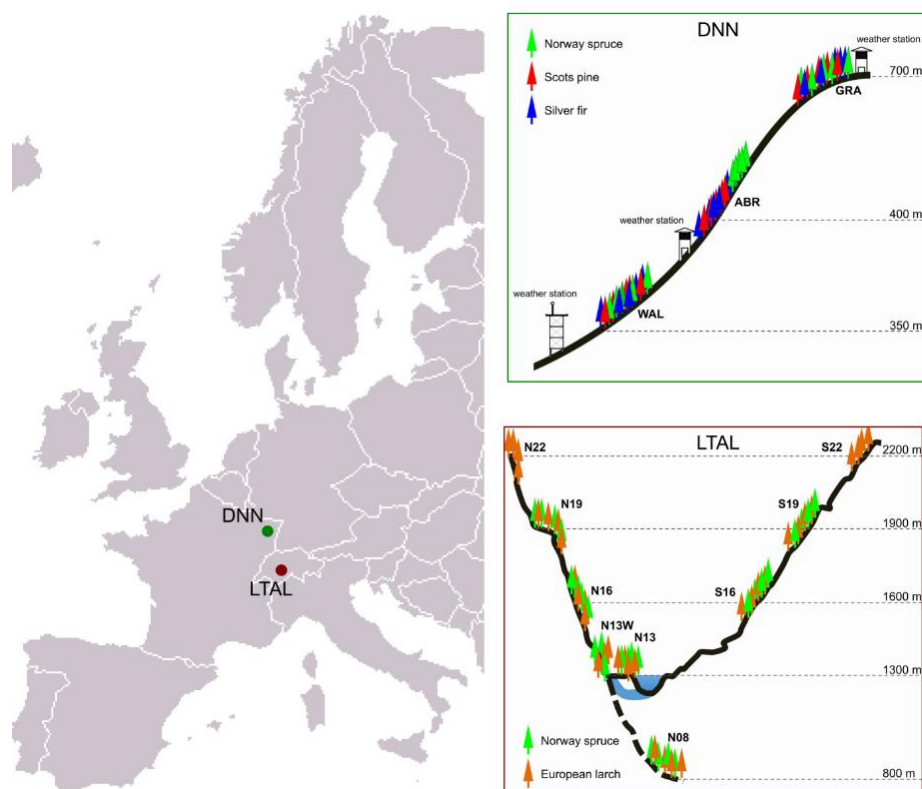 DNN
LTAL
DNN
Norway spruce
Scots pine
Silver fir
weather station
700 m
GRA
ABR
400 m
weather station
weather station
WAL
350 m
LTAL
N22
S22
2200 m
N19
S19
1900 m
N16
S16
1600 m
N13W
N13
1300 m
Norway spruce
N08
European larch
800 m